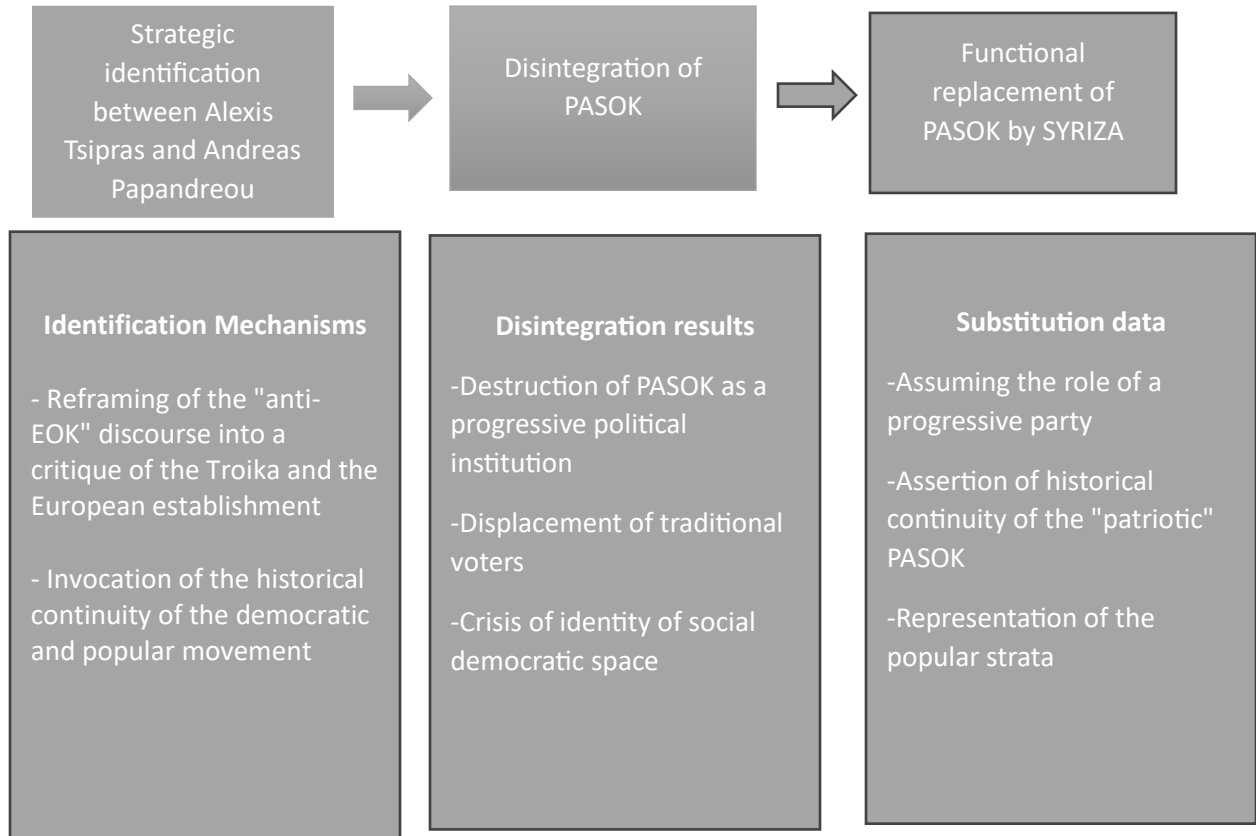 Strategic
identification
between Alexis
Tsipras and Andreas
Papandreou
Disintegration of
PASOK
Functional
replacement of
PASOK by SYRIZA
Identification Mechanisms
- Reframing of the "anti-
EOK" discourse into a
critique of the Troika and the
European establishment
- Invocation of the historical
continuity of the democratic
and popular movement
Disintegration results
-Destruction of PASOK as a
progressive political
institution
-Displacement of traditional
voters
-Crisis of identity of social
democratic space
Substitution data
-Assuming the role of a
progressive party
-Assertion of historical
continuity of the "patriotic"
PASOK
-Representation of the
popular strata